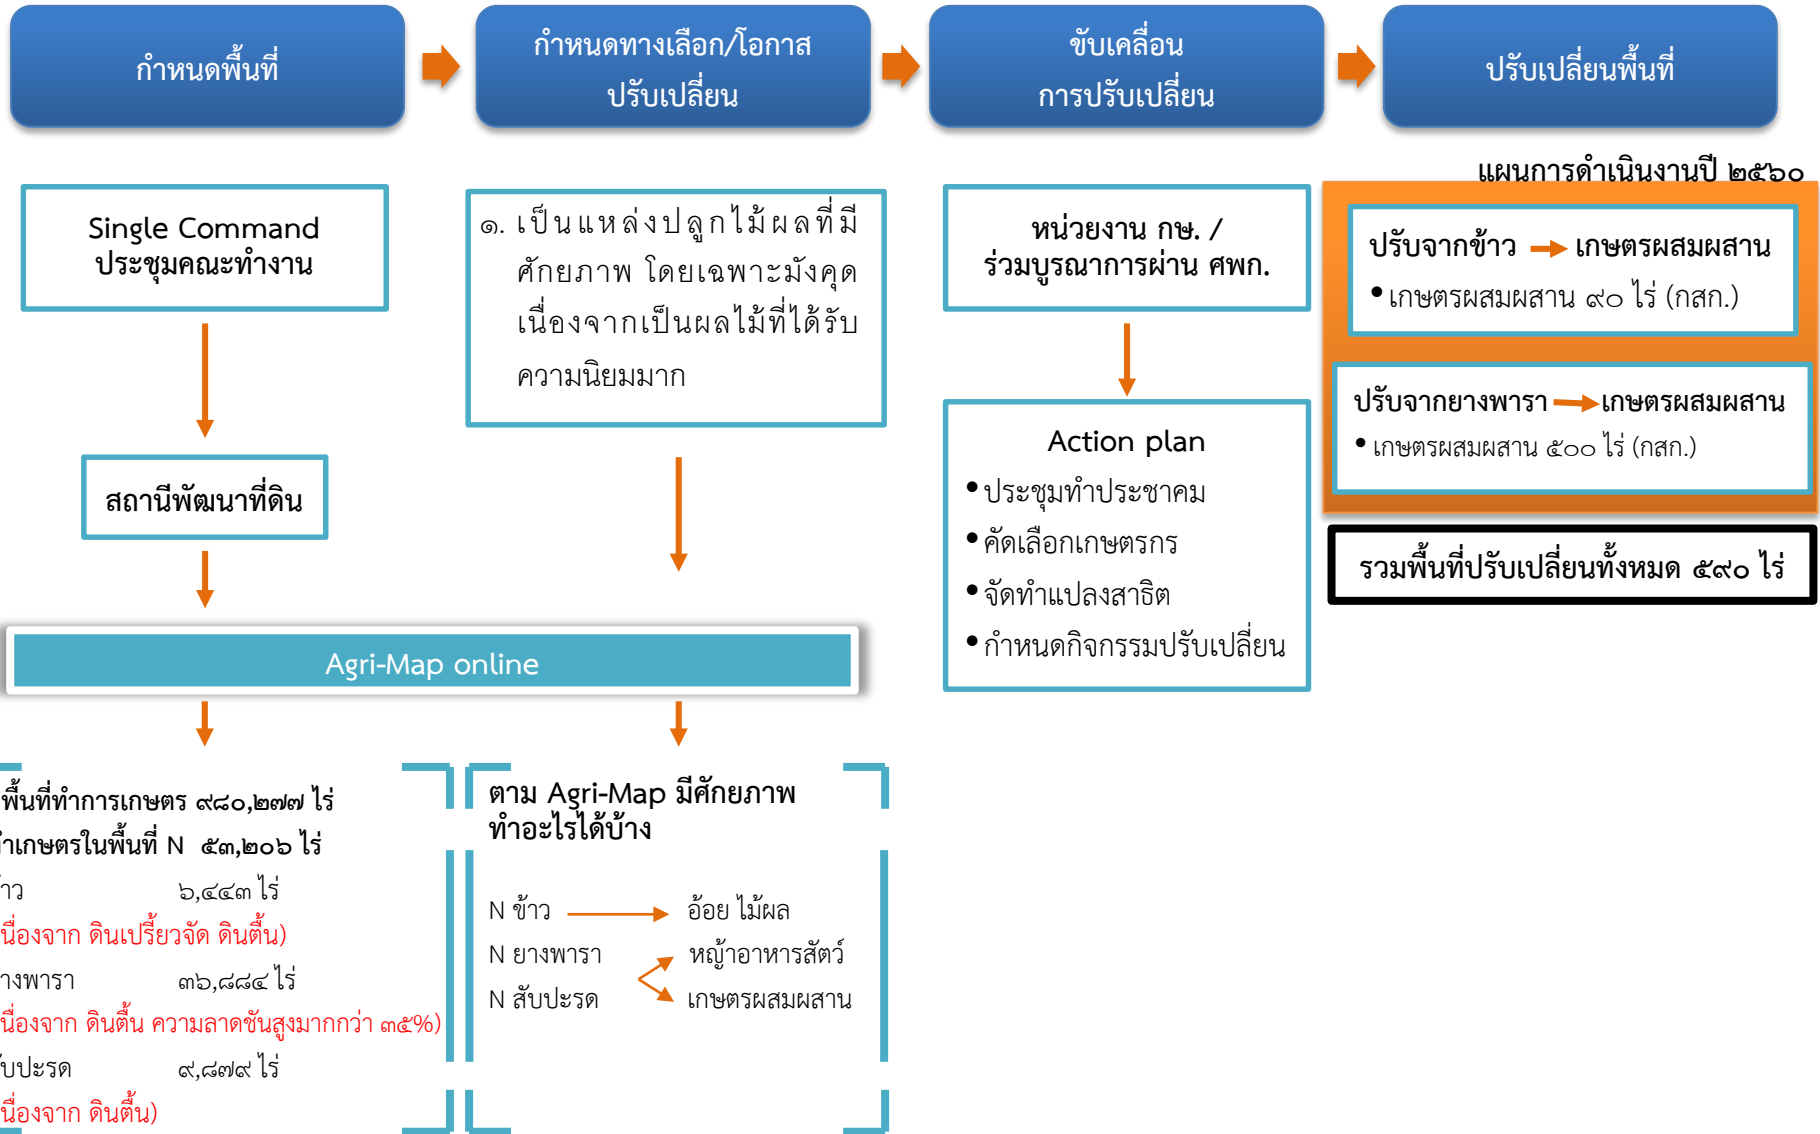 กำหนดพื้นที่
กำหนดทางเลือก/โอกาส
ปรับเปลี่ยน
ขับเคลื่อน
การปรับเปลี่ยน
ปรับเปลี่ยนพื้นที่
Single Command
ประชุมคณะทำงาน
สถานีพัฒนาที่ดิน
๑. เป็นแหล่งปลูกไม้ผลที่มี
ศักยภาพ โดยเฉพาะมังคุด
เนื่องจากเป็นผลไม้ที่ได้รับ
ความนิยมมาก
Agri-Map online
พื้นที่ทำการเกษตร ๙๘๐,๒๗๗ ไร่
ทำเกษตรในพื้นที่ N ๕๓,๒๐๖ ไร่
ข้าว ๖,๔๔๓ ไร่
นื่องจาก ดินเปรี้ยวจัด ดินตื้น)
างพารา ๓๖,๘๘๔ ไร่
นื่องจาก ดินตื้น ความลาดชันสูงมากกว่า ๓๕%)
ับปะรด ๙,๘๗๙ ไร่
นื่องจาก ดินตื้น)
ตาม Agri-Map มีศักยภาพ
ทำอะไรได้บ้าง
N ข้าว อ้อย ไม้ผล
N ยางพารา หญ้าอาหารสัตว์
N สับปะรด เกษตรผสมผสาน
หน่วยงาน กษ. /
ร่วมบูรณาการผ่าน ศพก.
Action plan
• ประชุมทำประชาคม
• คัดเลือกเกษตรกร
• จัดทำแปลงสาธิต
• กำหนดกิจกรรมปรับเปลี่ยน
แผนการดำเนินงานปี ๒๕๖๐
ปรับจากข้าว เกษตรผสมผสาน
• เกษตรผสมผสาน ๙๐ ไร่ (กสก.)
ปรับจากยางพารา เกษตรผสมผสาน
• เกษตรผสมผสาน ๕๐๐ ไร่ (กสก.)
รวมพื้นที่ปรับเปลี่ยนทั้งหมด ๕๙๐ ไร่